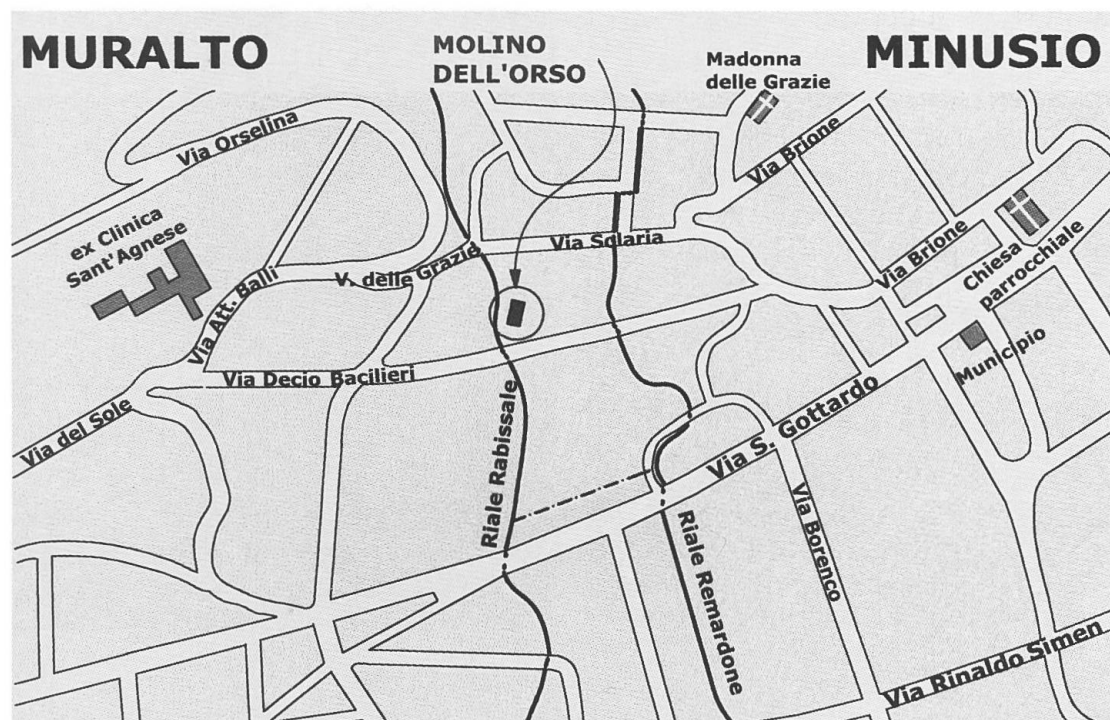 MURALTO
MOLINO
DELL'ORSO
Madonna
delle Grazie
MINUSIO
Via Orselina
Via Brione
ex Clinica
Sant'Agnese
Via Solaria
Via Brione
Chiesa
parrocchiale
V. delle Grazie
Via Att. Balli
Municipio
Via Decio Bacilieri
Via del Sole
Riale Rabissale
Via S. Gottardo
Via Borenco
Riale Remardone
Via Rinaldo Simen